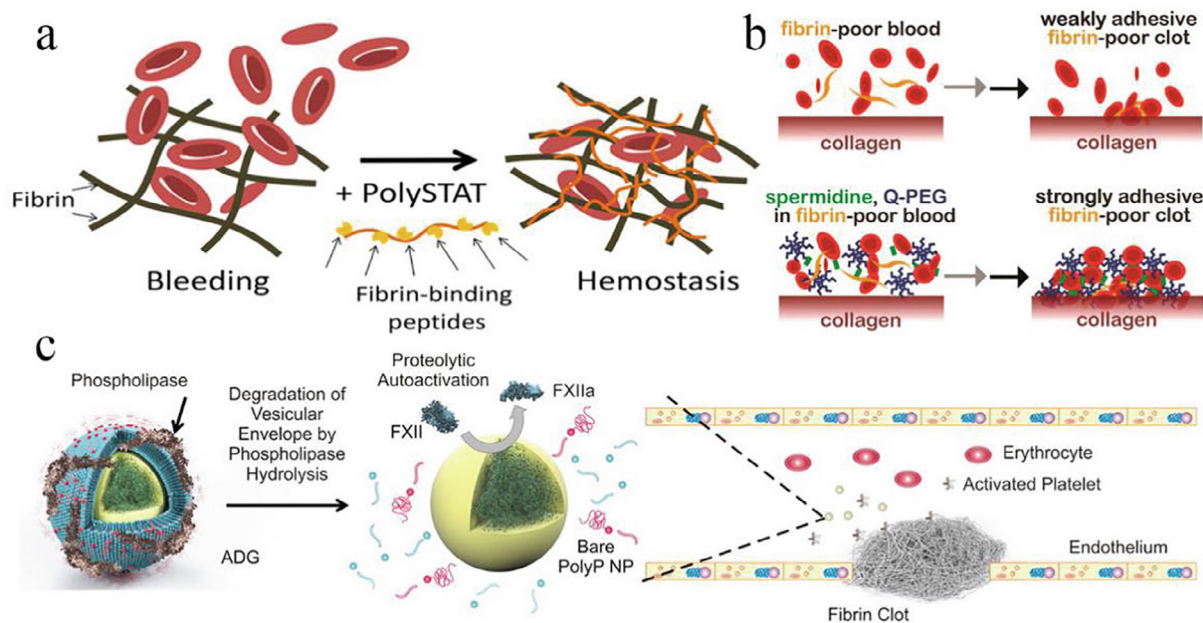 a
Fibrin
Bleeding
+ PolySTAT
Fibrin-binding
peptides
Hemostasis
b
fibrin-poor blood
collagen
weakly adhesive
fibrin-poor clot
collagen
spermidine, Q-PEG
in fibrin-poor blood
collagen
strongly adhesive
fibrin-poor clot
collagen
c
Phospholipase
Degradation of
Vesicular
Envelope by
Phospholipase
Hydrolysis
ADG
Proteolytic
Autoactivation
FXII
FXIIa
Bare
PolyP NP
Erythrocyte
Activated Platelet
Endothelium
Fibrin Clot